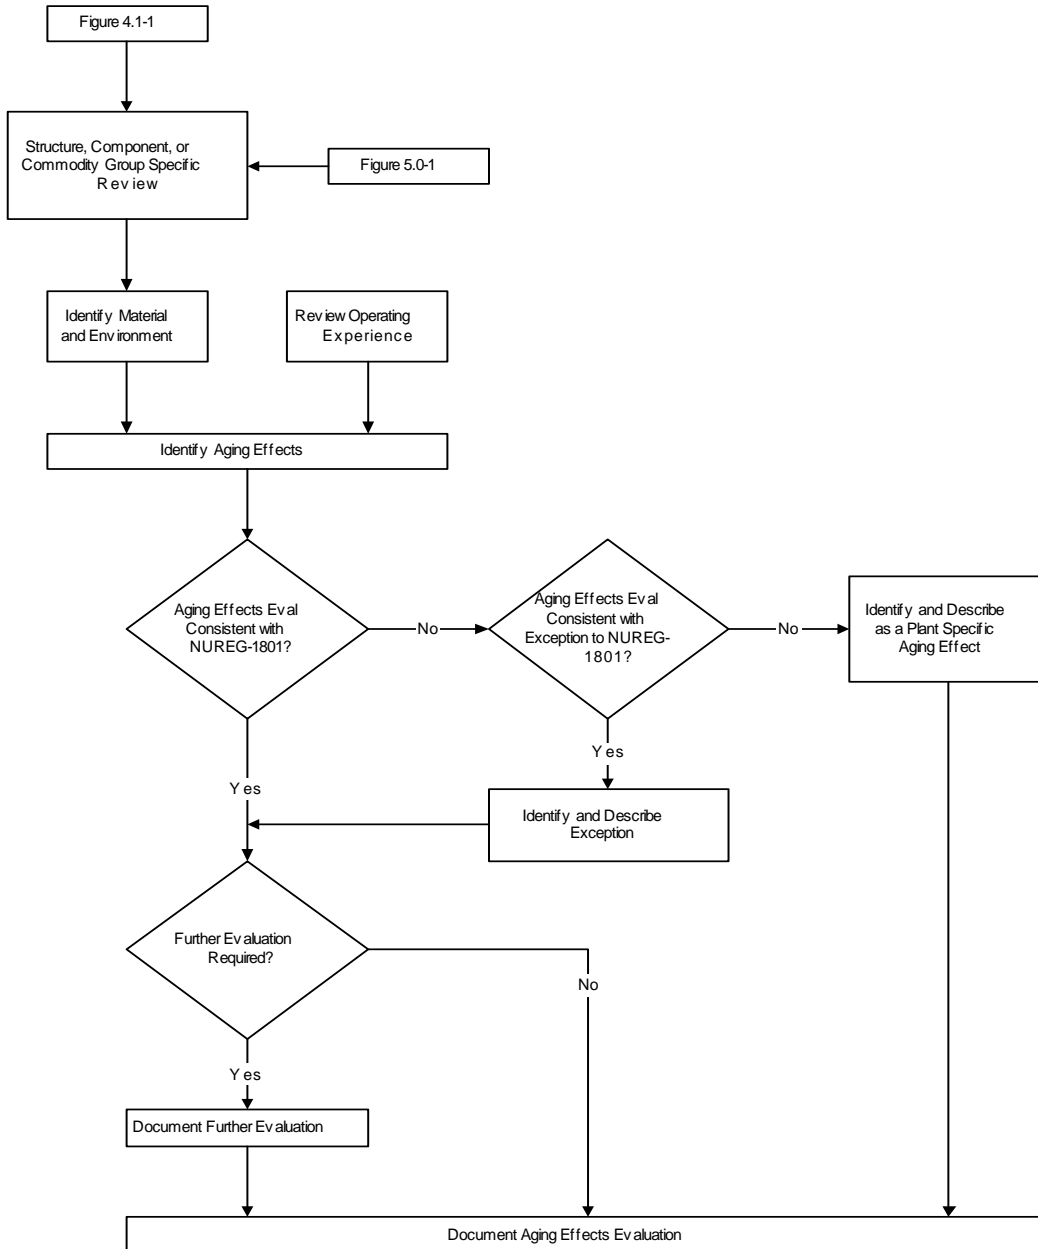 Figure 4.1-1
Structure, Component, or
Commodity Group Specific
Review
Figure 5.0-1
Identify Material
and Environment
Review Operating
Experience
Identify Aging Effects
Aging Effects Eval
Consistent with
NUREG-1801?
No
Aging Effects Eval
Consistent with
Exception to NUREG-
1801?
No
Identify and Describe
as a Plant Specific
Aging Effect
Yes
Yes
Identify and Describe
Exception
Further Evaluation
Required?
No
Yes
Document Further Evaluation
Document Aging Effects Evaluation